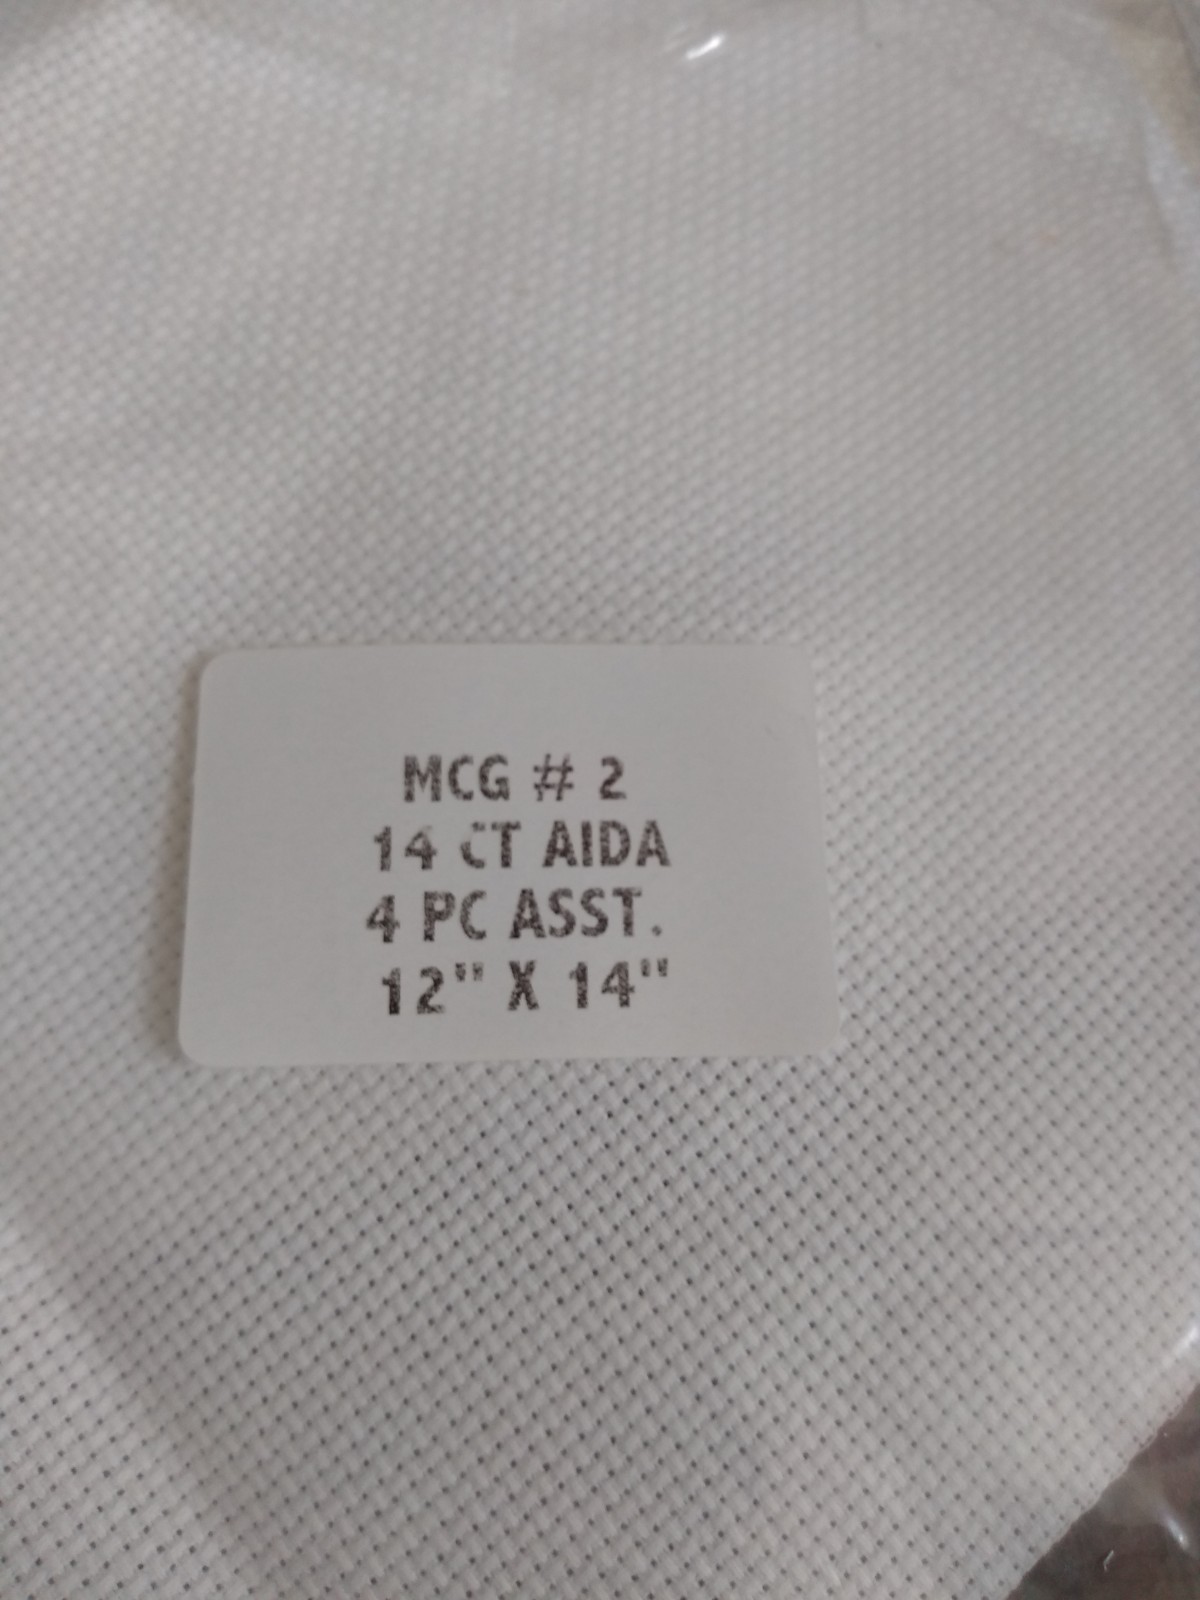 MCG # 2
14 CT AIDA
4 PC ASST.
12" X 14"